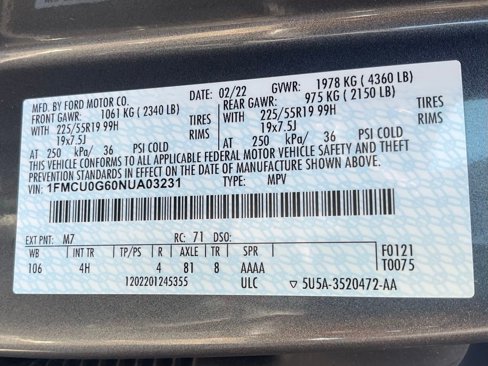 MFD. BY FORD MOTOR CO. DATE: 02/22 GVWR: 1978 KG ( 4360 LB)
FRONT GAWR: 1061 KG ( 2340 LB) REAR GAWR: 975 KG ( 2150 LB)
WITH 225/55R19 99H TIRES WITH 225/55R19 99H TIRES
19x7.5J RIMS 19x7.5J RIMS
AT 250 kPa/ 36 PSI COLD AT 250 kPa/ 36 PSI COLD
THIS VEHICLE CONFORMS TO ALL APPLICABLE FEDERAL MOTOR VEHICLE SAFETY AND THEFT
PREVENTION STANDARDS IN EFFECT ON THE DATE OF MANUFACTURE SHOWN ABOVE.
VIN: 1FMCU0G60NUA03231 TYPE: MPV
EXT PNT: M7 RC: 71 DSO: F0121
WB INT TR TP/PS R AXLE TR SPR T0075
106 4H 4 81 8 AAAA
1202201245355 ULC ▽ 5U5A-3520472-AA